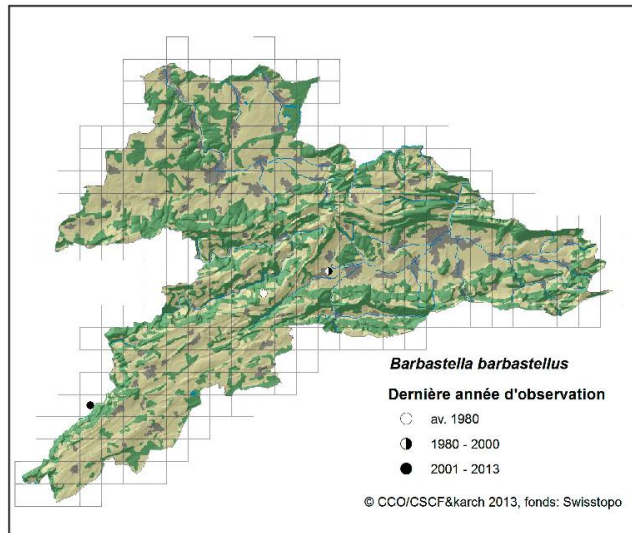 Barbastella barbastellus
Dernière année d'observation
av. 1980
1980 - 2000
2001 - 2013
© CCO/CSCF&karch 2013, fonds: Swisstopo